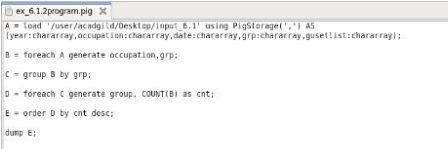 ex_6.1.2program.pig
A = load '/user/acadgild/Desktop/input_6.1' using PigStorage(',') AS
(year:chararray,occupation:chararray,date:chararray,grp:chararray,gusetlist:chararray);
B = foreach A generate occupation,grp;
C = group B by grp;
D = foreach C generate group, COUNT(B) as cnt;
E = order D by cnt desc;
dump E;